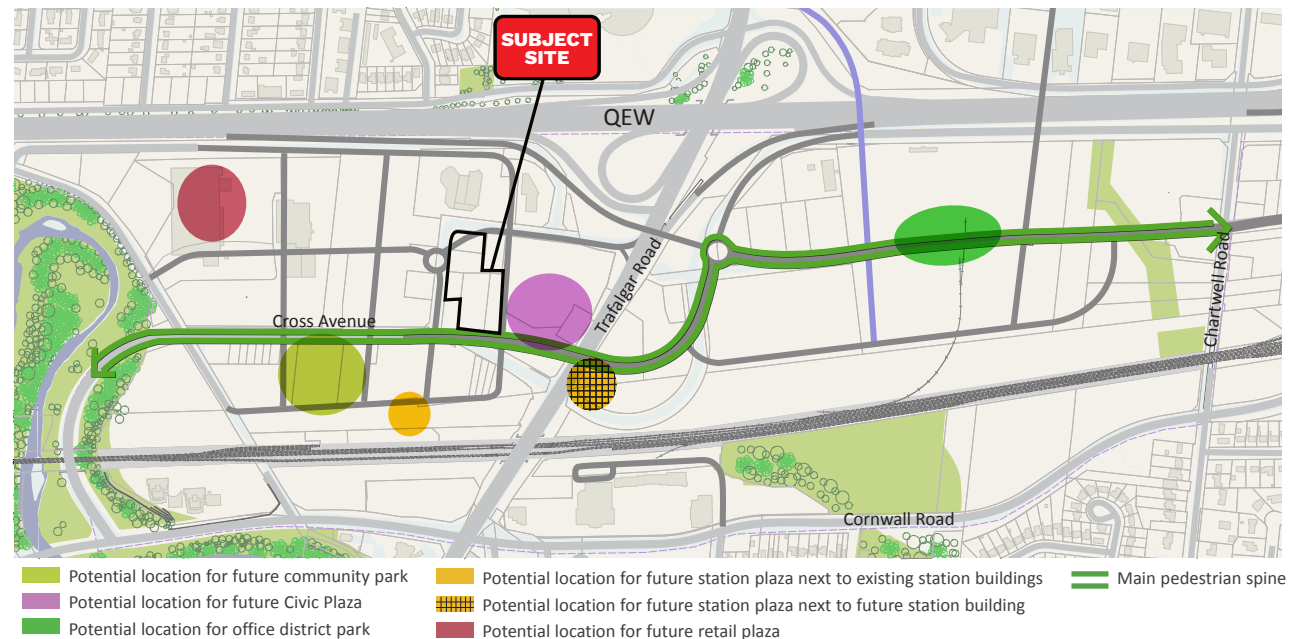 SUBJECT
SITE
QEW
Trafalgar Road
Cross Avenue
Chartwell Road
Cornwall Road
Potential location for future community park
Potential location for future Civic Plaza
Potential location for office district park
Potential location for future station plaza next to existing station buildings
Potential location for future station plaza next to future station building
Potential location for future retail plaza
Main pedestrian spine